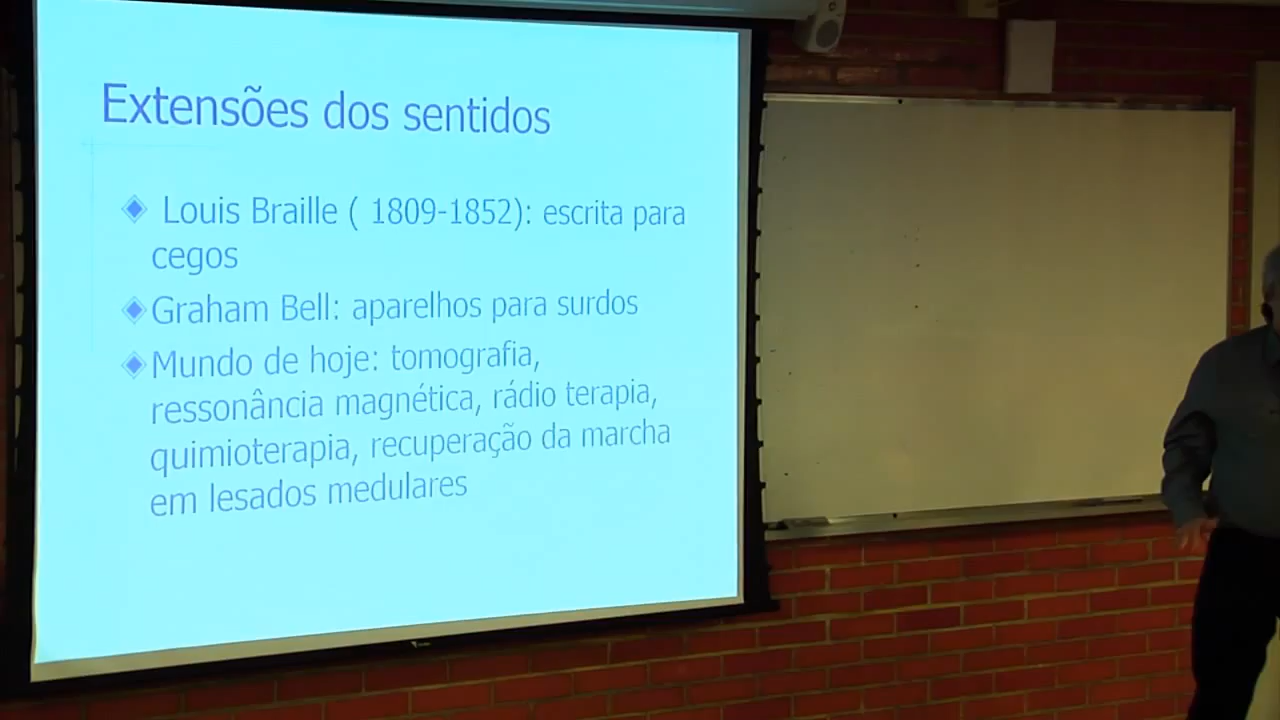 Extensões dos sentidos
Louis Braille ( 1809-1852): escrita para
cegos
Graham Bell: aparelhos para surdos
Mundo de hoje: tomografia,
ressonância magnética, rádio terapia,
quimioterapia, recuperação da marcha
em lesados medulares